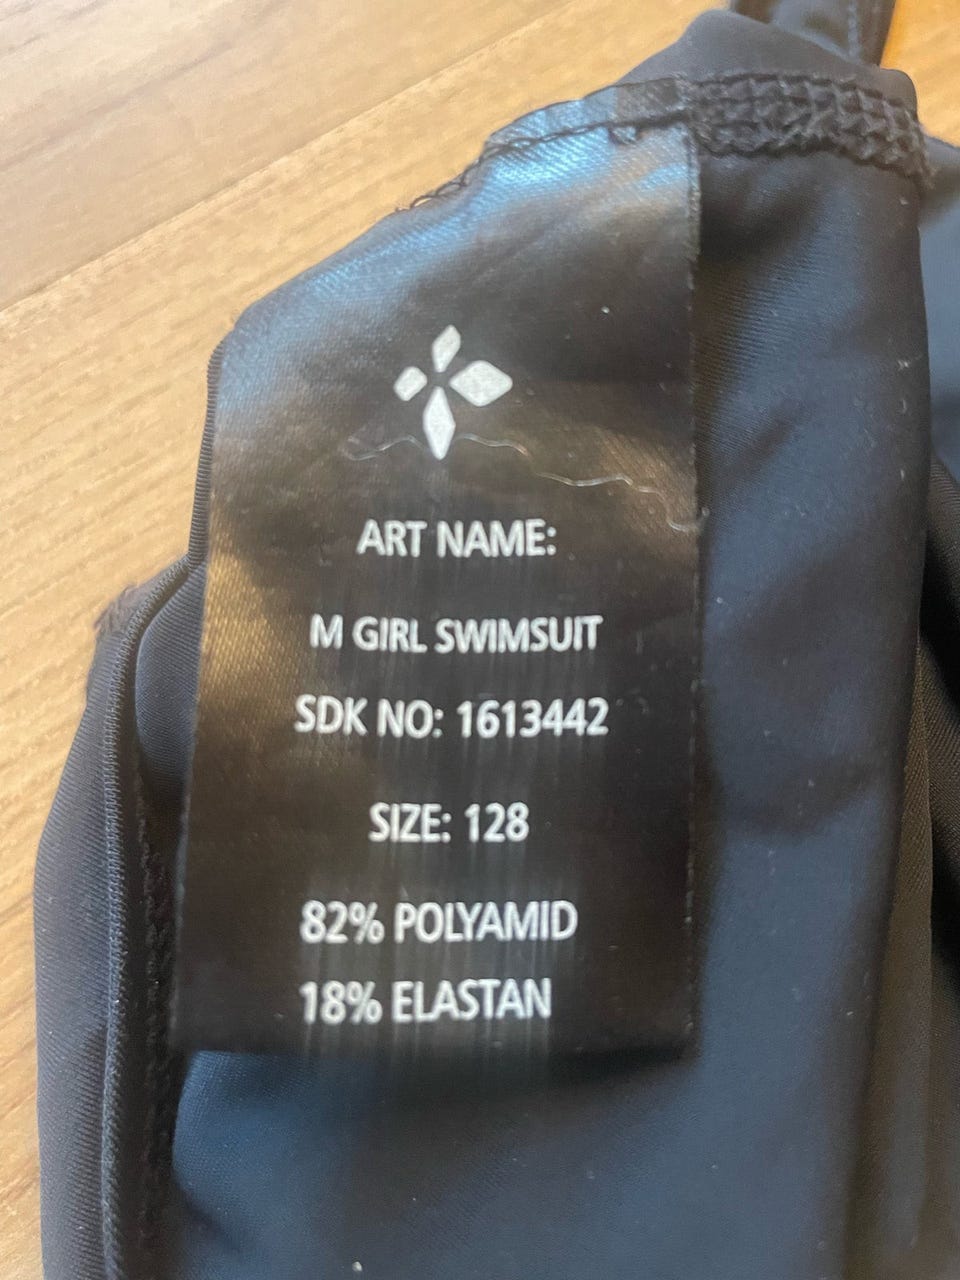 ART NAME:
M GIRL SWIMSUIT
SDK NO: 1613442
SIZE: 128
82% POLYAMID
18% ELASTAN